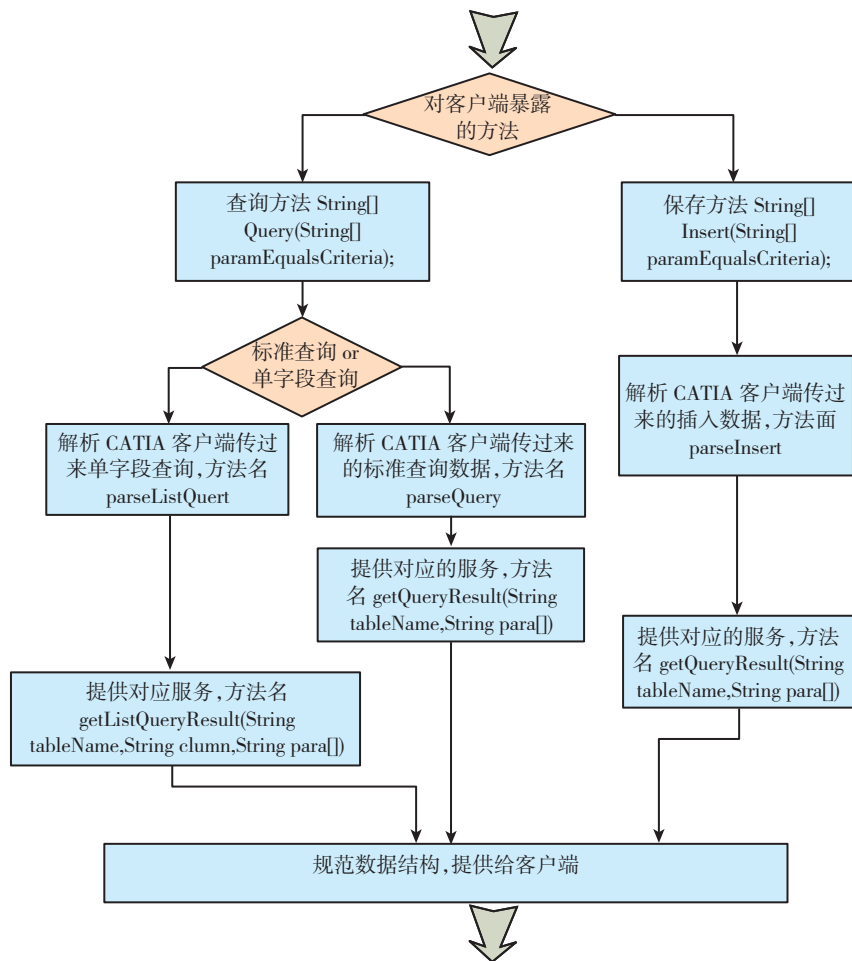 对客户端暴露
的方法
查询方法 String[]
Query(String[]
paramEqualsCriteria);
保存方法 String[]
Insert(String[]
paramEqualsCriteria);
标准查询 or
单字段查询
解析 CATIA 客户端传过
来单字段查询,方法名
parseListQuert
解析 CATIA 客户端传过来
的标准查询数据,方法名
parseQuery
解析 CATIA 客户端传过
来的插入数据,方法面
parseInsert
提供对应的服务,方法
名 getQueryResult(String
tableName,String para[])
提供对应的服务,方法
名 getQueryResult(String
tableName,String para[])
提供对应服务,方法名
getListQueryResult(String
tableName,String clumn,String para[])
规范数据结构,提供给客户端